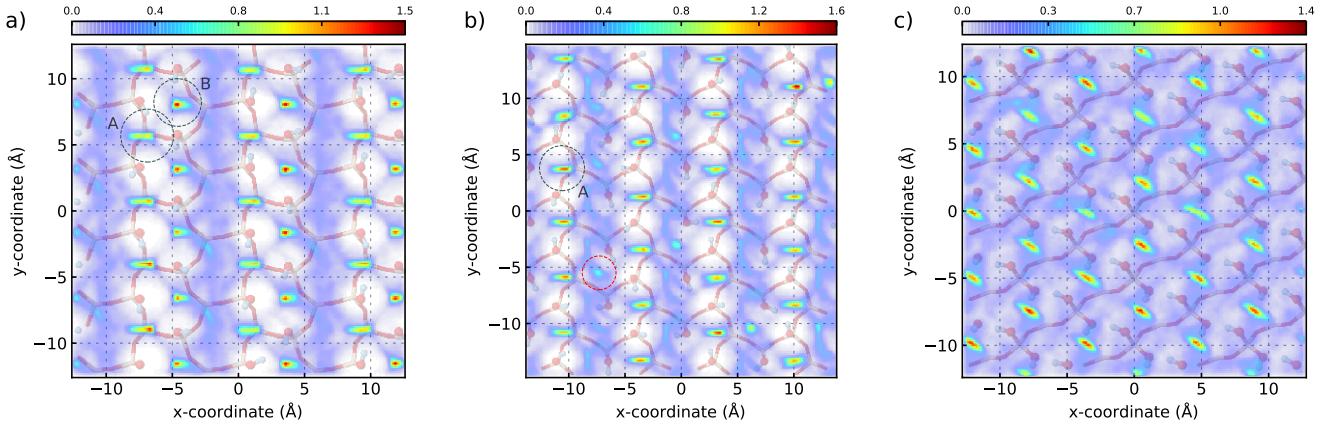 a)
0.0 0.4 0.8 1.1 1.5
10
5
0
−5
−10
y-coordinate (Å)
−10 −5 0 5 10
x-coordinate (Å)
A
B
b)
0.0 0.4 0.8 1.2 1.6
10
5
0
−5
−10
y-coordinate (Å)
−10 −5 0 5 10
x-coordinate (Å)
A
c)
0.0 0.3 0.7 1.0 1.4
10
5
0
−5
−10
y-coordinate (Å)
−10 −5 0 5 10
x-coordinate (Å)